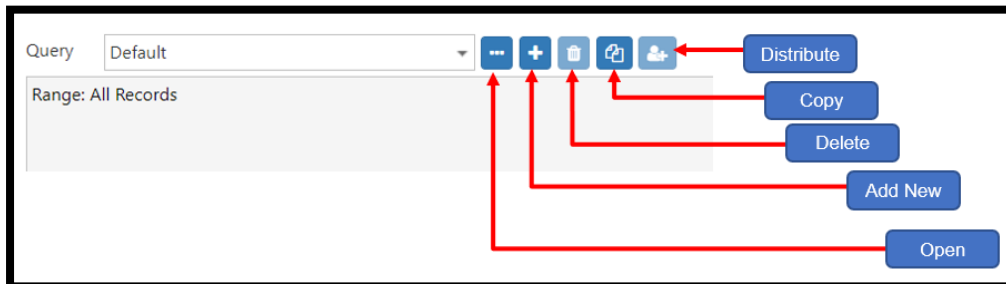 Query Default
Distribute
Range: All Records
Copy
Delete
Add New
Open